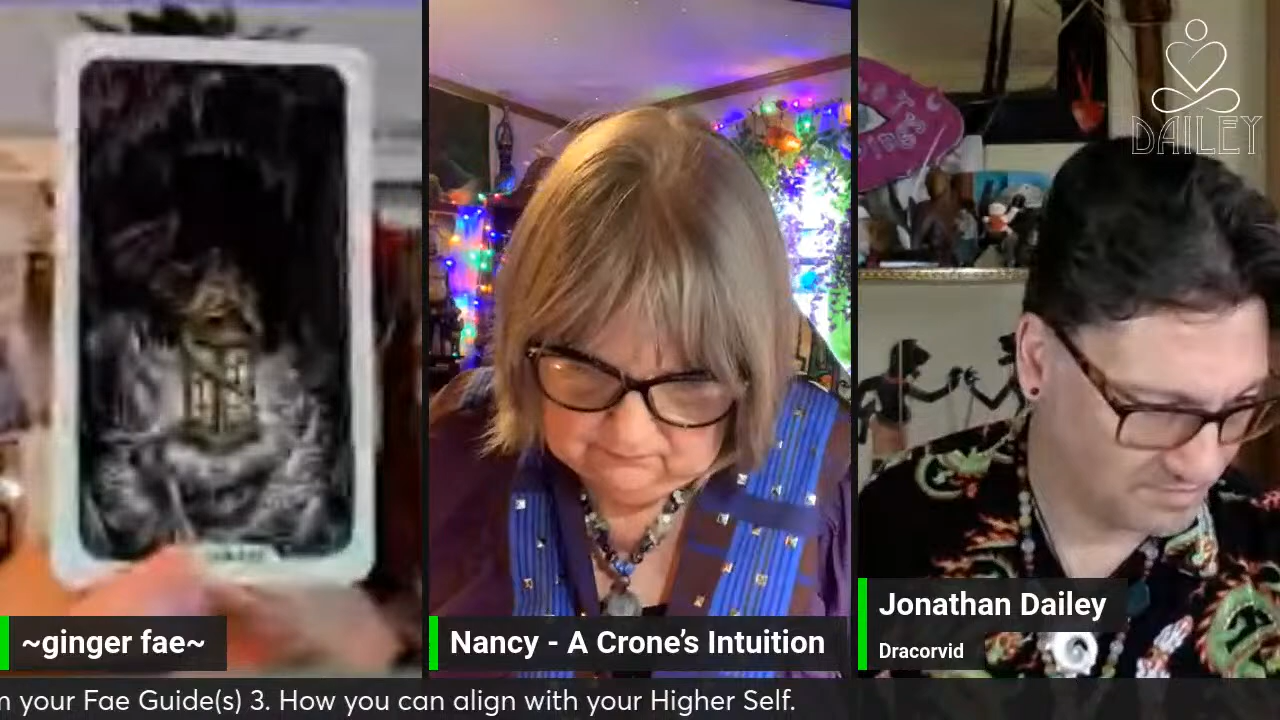 DAILEY
~ginger fae~
Nancy - A Crone's Intuition
Jonathan Dailey
Dracorvid
your Fae Guide(s) 3. How you can align with your Higher Self.